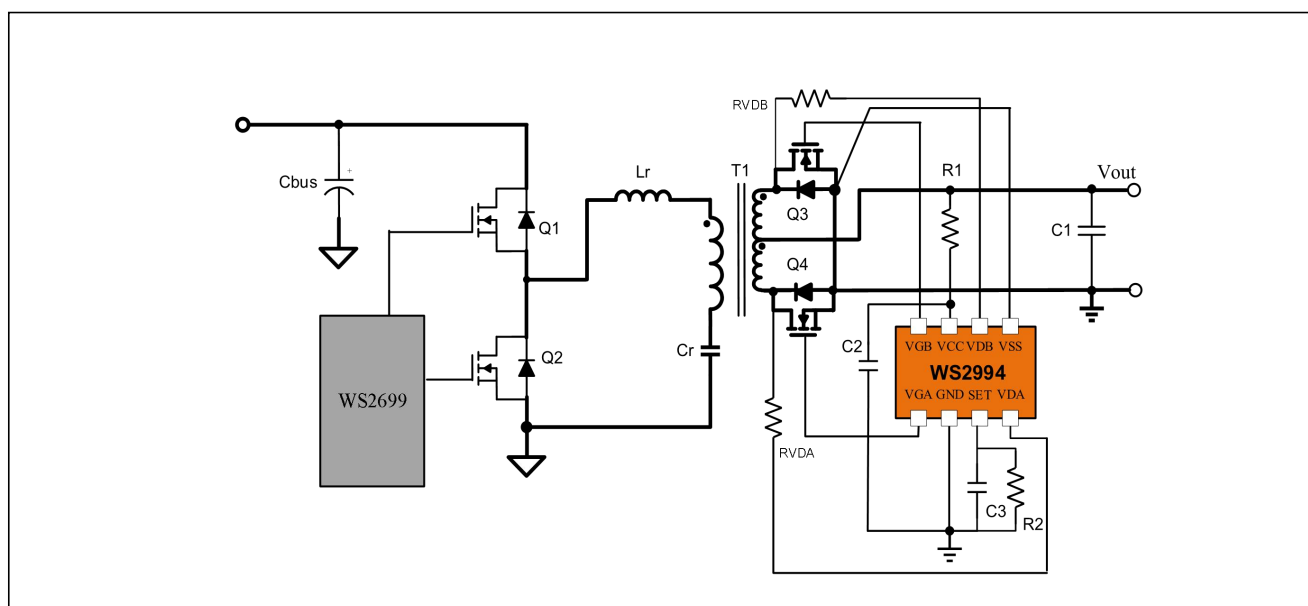 RVDB
Cbus
+
Lr
T1
R1
Vout
Q1
Q3
C1
Q4
VGB VCC VDB VSS
C2
Cr
Q2
WS2994
WS2699
VGA GND SET VDA
RVDA
C3
R2